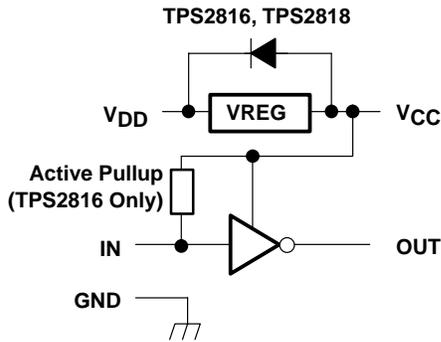 TPS2816, TPS2818
VDD
VREG
VCC
Active Pullup
(TPS2816 Only)
IN
OUT
GND